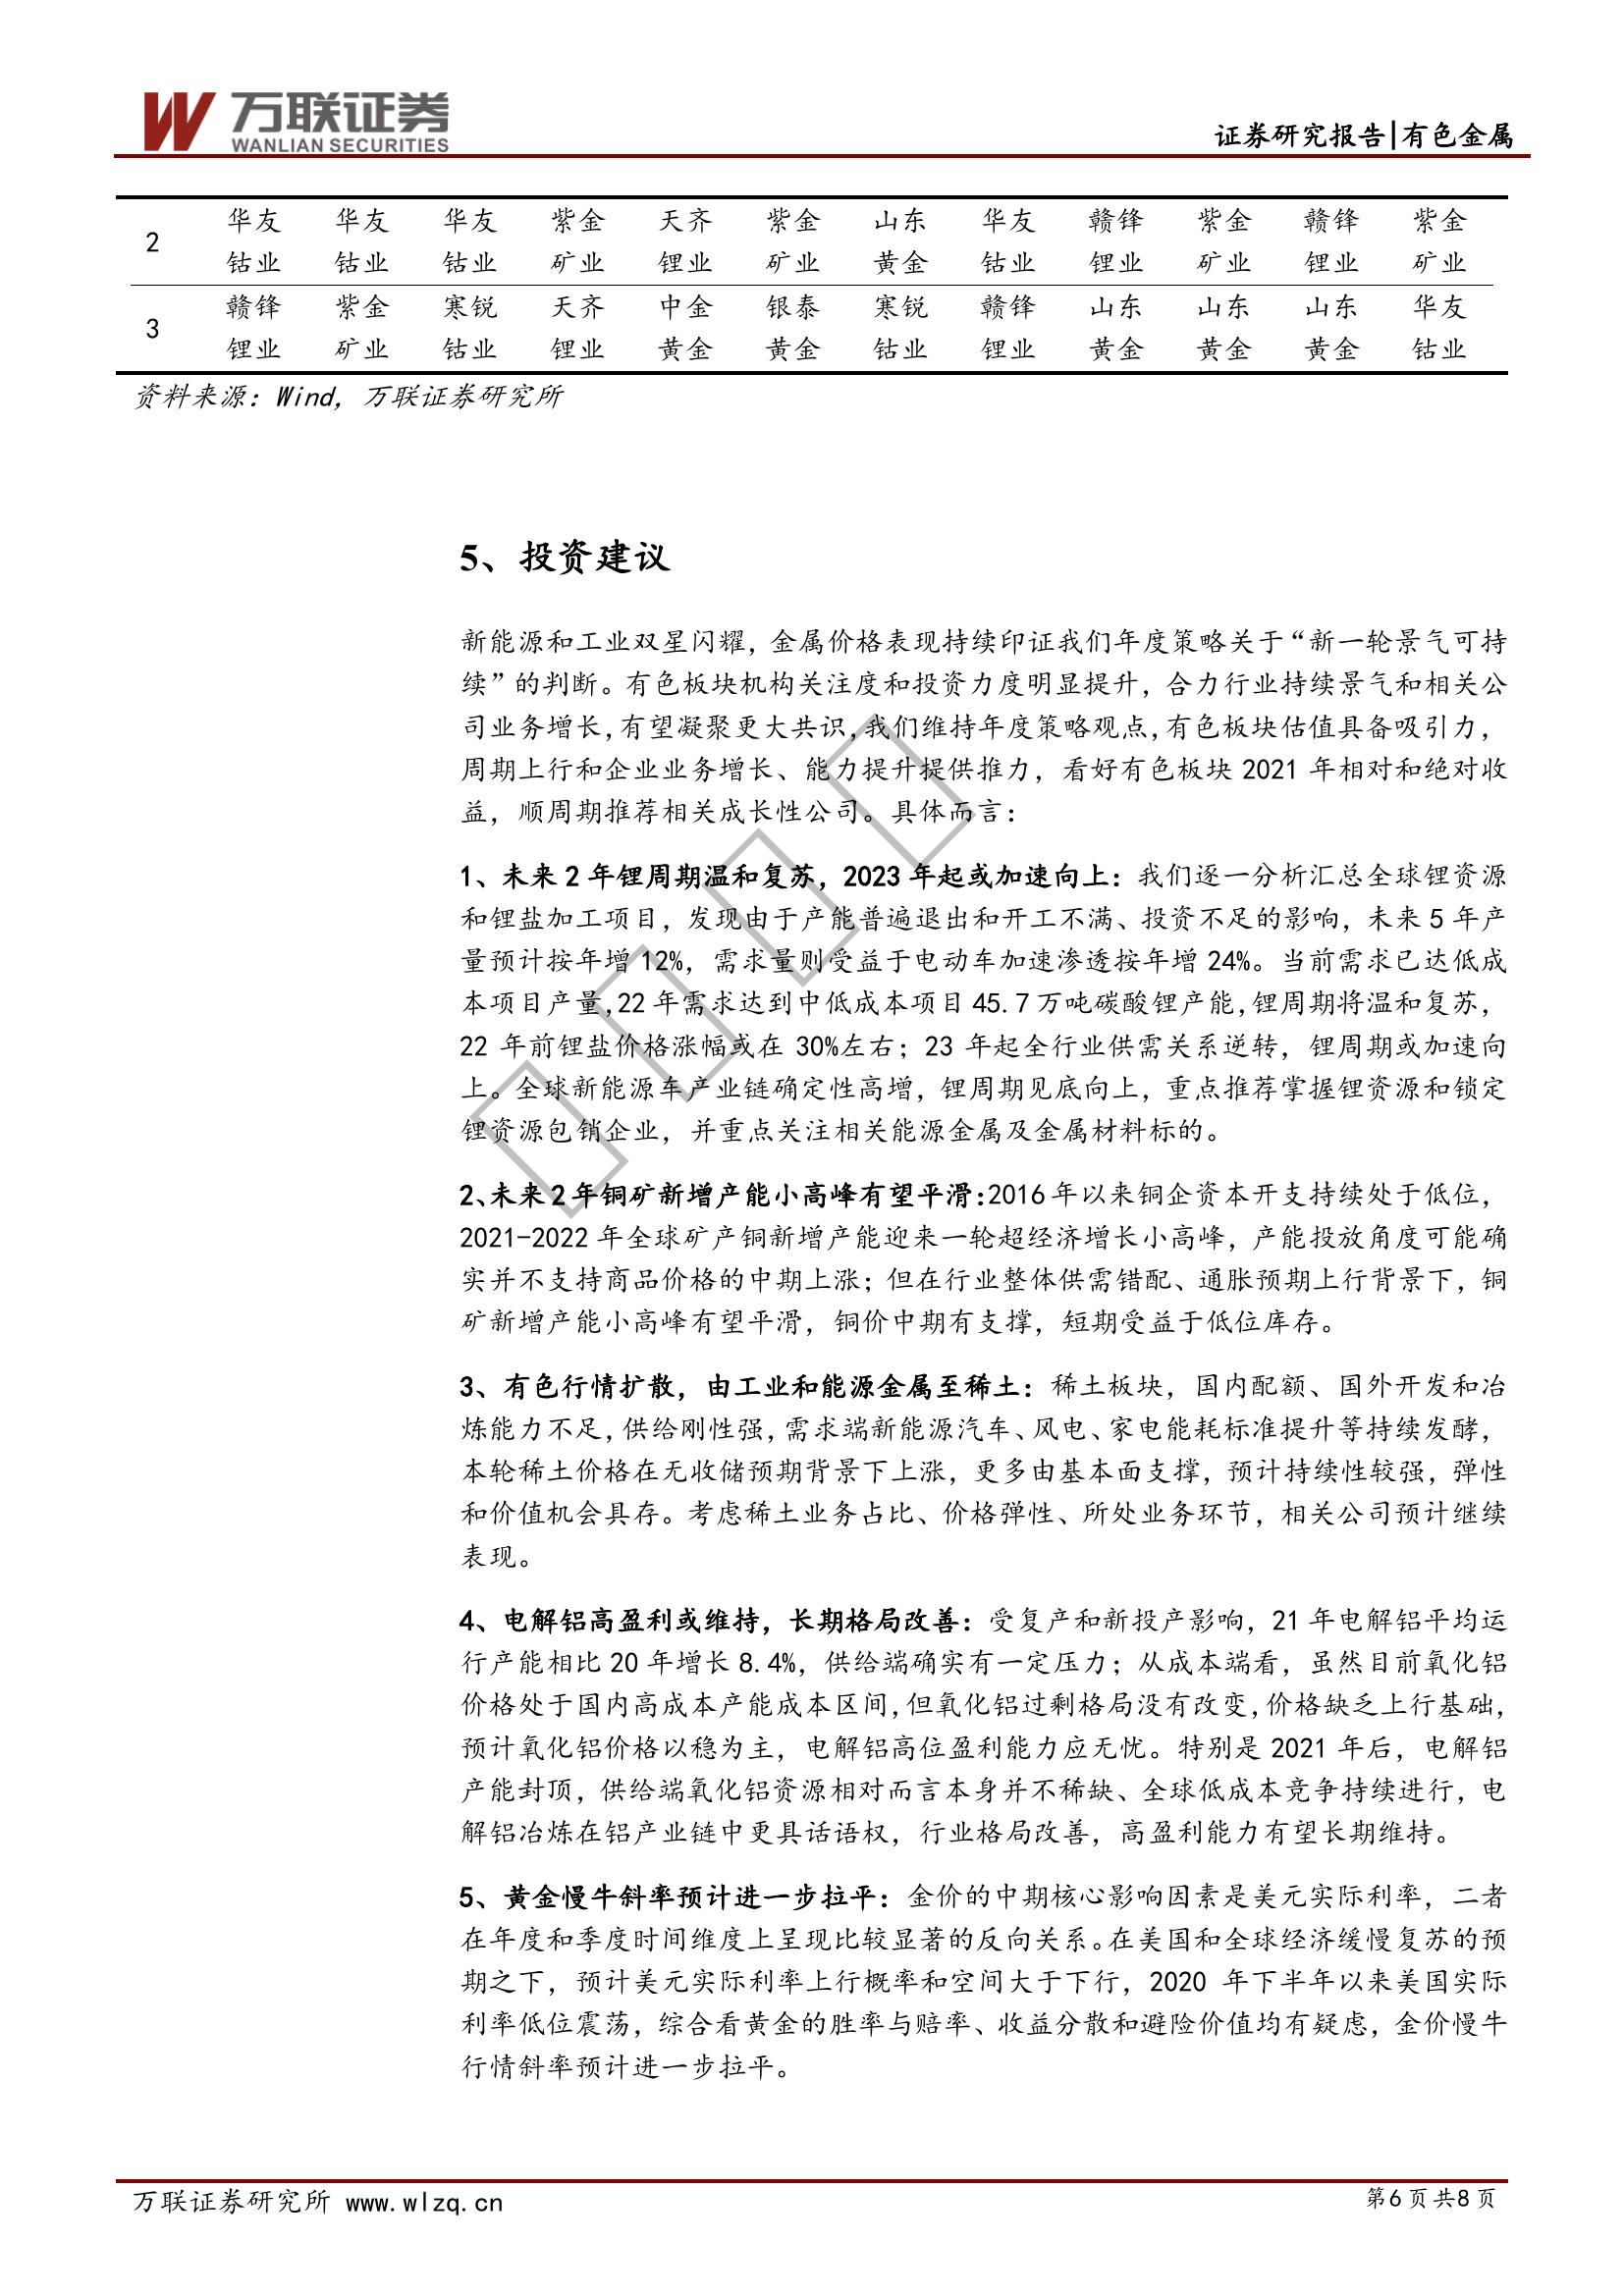 万联证券
WANLIAN SECURITIES
证券研究报告|有色金属
2 华友 华友 华友 紫金 天齐 紫金 山东 华友 赣锋 紫金 赣锋 紫金
钴业 钴业 钴业 矿业 锂业 矿业 黄金 钴业 锂业 矿业 锂业 矿业
3 赣锋 紫金 寒锐 天齐 中金 银泰 寒锐 赣锋 山东 山东 山东 华友
锂业 矿业 钴业 锂业 黄金 黄金 钴业 锂业 黄金 黄金 黄金 钴业
资料来源：Wind，万联证券研究所
5、投资建议
新能源和工业双星闪耀，金属价格表现持续印证我们年度策略关于“新一轮景气可持
续”的判断。有色板块机构关注度和投资力度明显提升，合力行业持续景气和相关公
司业务增长，有望凝聚更大共识，我们维持年度策略观点，有色板块估值具备吸引力，
周期上行和企业业务增长、能力提升提供推力，看好有色板块 2021 年相对和绝对收
益，顺周期推荐相关成长性公司。具体而言：
1、未来 2 年锂周期温和复苏，2023 年起或加速向上：我们逐一分析汇总全球锂资源
和锂盐加工项目，发现由于产能普遍退出和开工不满、投资不足的影响，未来 5 年产
量预计按年增 12%，需求量则受益于电动车加速渗透按年增 24%。当前需求已达低成
本项目产量，22 年需求达到中低成本项目 45.7 万吨碳酸锂产能，锂周期将温和复苏，
22 年前锂盐价格涨幅或在 30%左右；23 年起全行业供需关系逆转，锂周期或加速向
上。全球新能源车产业链确定性高增，锂周期见底向上，重点推荐掌握锂资源和锁定
锂资源包销企业，并重点关注相关能源金属及金属材料标的。
2、未来 2 年铜矿新增产能小高峰有望平滑：2016 年以来铜企资本开支持续处于低位，
2021-2022 年全球矿产铜新增产能迎来一轮超经济增长小高峰，产能投放角度可能确
实并不支持商品价格的中期上涨；但在行业整体供需错配、通胀预期上行背景下，铜
矿新增产能小高峰有望平滑，铜价中期有支撑，短期受益于低位库存。
3、有色行情扩散，由工业和能源金属至稀土：稀土板块，国内配额、国外开发和冶
炼能力不足，供给刚性强，需求端新能源汽车、风电、家电能耗标准提升等持续发酵，
本轮稀土价格在无收储预期背景下上涨，更多由基本面支撑，预计持续性较强，弹性
和价值机会具存。考虑稀土业务占比、价格弹性、所处业务环节，相关公司预计继续
表现。
4、电解铝高盈利或维持，长期格局改善：受复产和新投产影响，21 年电解铝平均运
行产能相比 20 年增长 8.4%，供给端确实有一定压力；从成本端看，虽然目前氧化铝
价格处于国内高成本产能成本区间，但氧化铝过剩格局没有改变，价格缺乏上行基础，
预计氧化铝价格以稳为主，电解铝高位盈利能力应无忧。特别是 2021 年后，电解铝
产能封顶，供给端氧化铝资源相对而言本身并不稀缺、全球低成本竞争持续进行，电
解铝冶炼在铝产业链中更具话语权，行业格局改善，高盈利能力有望长期维持。
5、黄金慢牛斜率预计进一步拉平：金价的中期核心影响因素是美元实际利率，二者
在年度和季度时间维度上呈现比较显著的反向关系。在美国和全球经济缓慢复苏的预
期之下，预计美元实际利率上行概率和空间大于下行，2020 年下半年以来美国实际
利率低位震荡，综合看黄金的胜率与赔率、收益分散和避险价值均有疑虑，金价慢牛
行情斜率预计进一步拉平。
万联证券研究所 www.wlzq.cn
第6页共8页